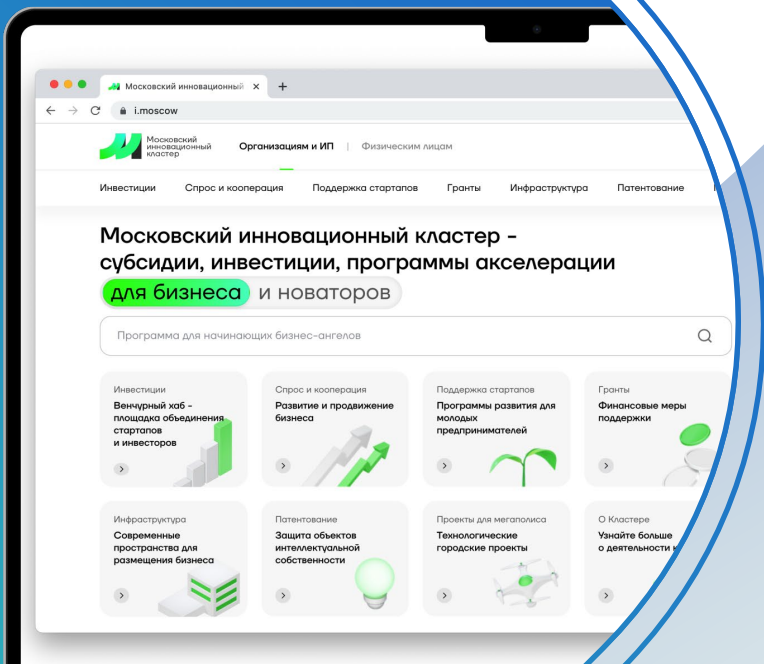 Московский инновационный
i.moscow
Московский
инновационный
кластер
Организациям и ИП | Физическим лицам
Инвестиции Спрос и кооперация Поддержка стартапов Гранты Инфраструктура Патентование
Московский инновационный кластер –
субсидии, инвестиции, программы акселерации
для бизнеса и новаторов
Программа для начинающих бизнес-ангелов
Инвестиции
Венчурный хаб –
площадка объединения
стартапов
и инвесторов
Спрос и кооперация
Развитие и продвижение
бизнеса
Поддержка стартапов
Программы развития для
молодых
предпринимателей
Гранты
Финансовые меры
поддержки
Инфраструктура
Современные
пространства для
размещения бизнеса
Патентование
Защита объектов
интеллектуальной
собственности
Проекты для мегаполиса
Технологические
городские проекты
О Кластере
Узнайте больше
о деятельности